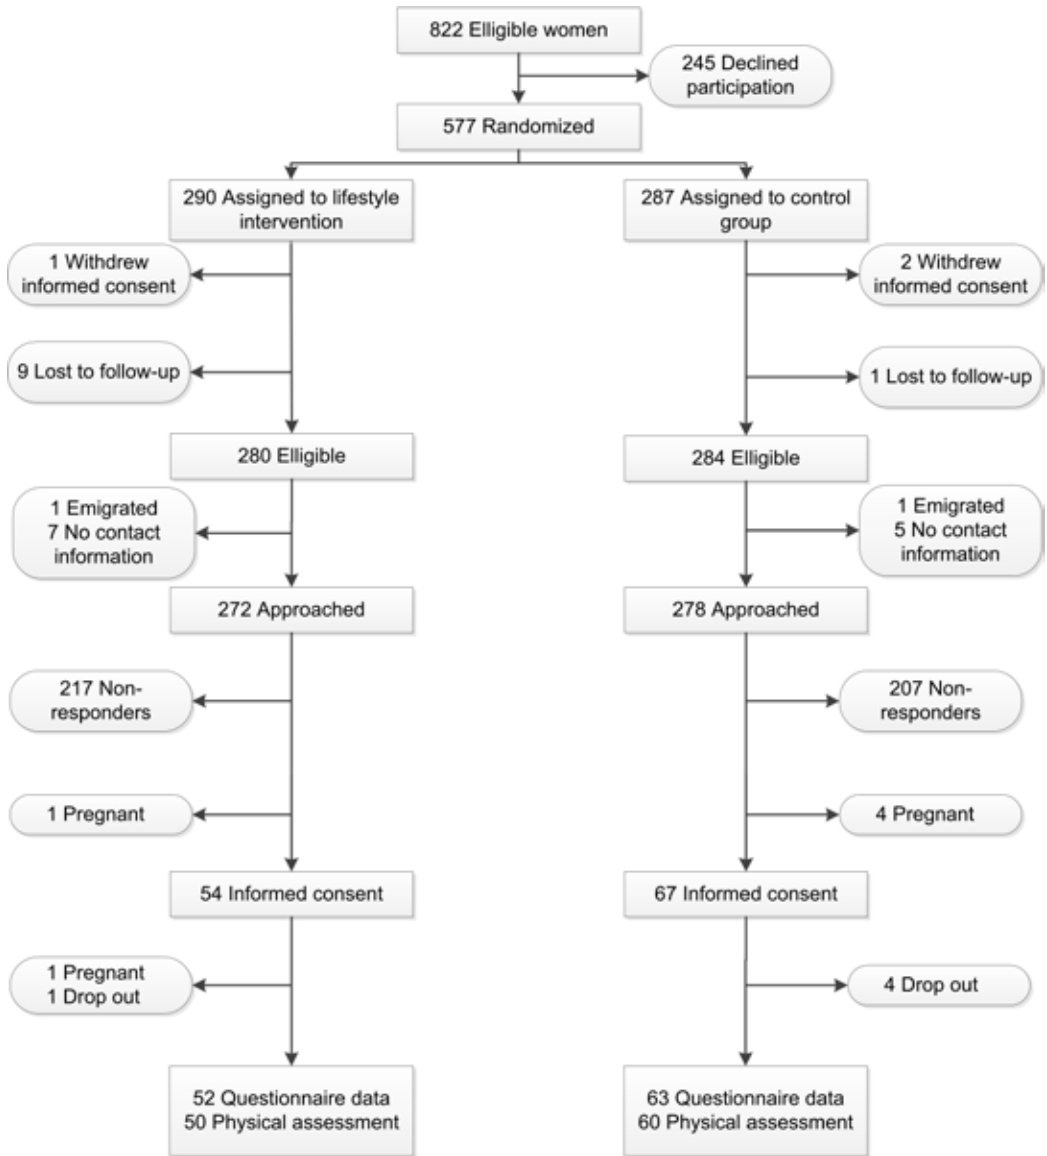 822 Elligible women
245 Declined
participation
577 Randomized
290 Assigned to lifestyle
intervention
287 Assigned to control
group
1 Withdrew
informed consent
2 Withdrew
informed consent
9 Lost to follow-up
1 Lost to follow-up
280 Elligible
284 Elligible
1 Emigrated
7 No contact
information
1 Emigrated
5 No contact
information
272 Approached
278 Approached
217 Non-
responders
207 Non-
responders
1 Pregnant
4 Pregnant
54 Informed consent
67 Informed consent
1 Pregnant
1 Drop out
4 Drop out
52 Questionnaire data
50 Physical assessment
63 Questionnaire data
60 Physical assessment